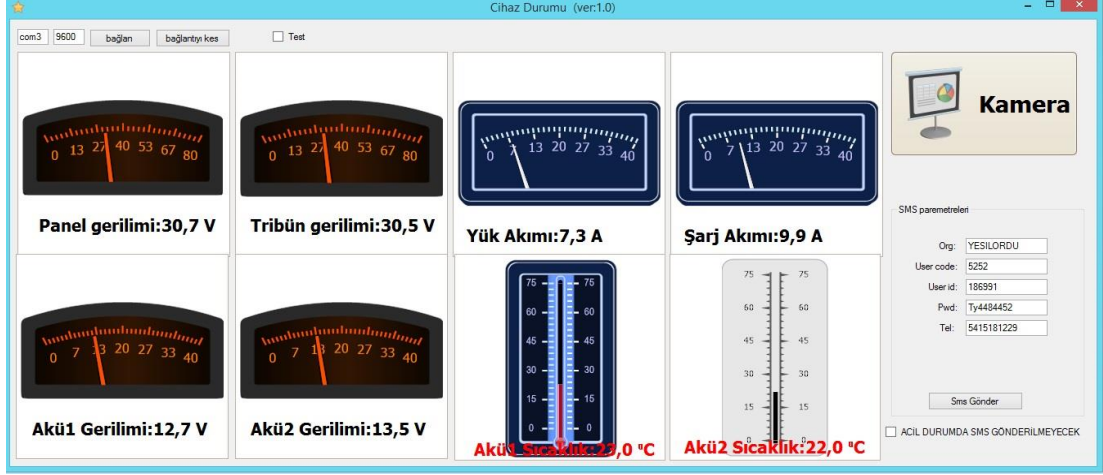 Cihaz Durumu (ver:1.0)
com3 9600 bağlan bağlantıyı kes Test
0 13 27 40 53 67 80
Panel gerilimi:30,7 V
0 13 27 40 53 67 80
Tribün gerilimi:30,5 V
0 7 13 20 27 33 40
Yük Akımı:7,3 A
0 7 13 20 27 33 40
Şarj Akımı:9,9 A
Kamera
SMS paremetreleri
Org: YESILORDU
User code: 5252
User id: 186991
Pwd: Ty4484452
Tel: 5415181229
Sms Gönder
ACİL DURUMDA SMS GÖNDERİLMEYECEK
0 7 13 20 27 33 40
Akü1 Gerilimi:12,7 V
0 7 13 20 27 33 40
Akü2 Gerilimi:13,5 V
75 75
60 60
45 45
30 30
15 15
0 0
Akü1 Sıcaklık:23,0 °C
75 75
60 60
45 45
30 30
15 15
0 0
Akü2 Sıcaklık:22,0 °C